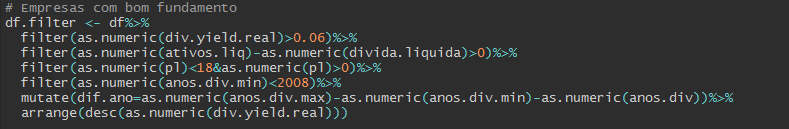 # Empresas com bom fundamento
df.filter <- df%>%
filter(as.numeric(div.yield.real)>0.06)%>%
filter(as.numeric(ativos.liq)-as.numeric(divida.liquida)>0)%>%
filter(as.numeric(pl)<18&as.numeric(pl)>0)%>%
filter(as.numeric(anos.div.min)<2008)%>%
mutate(dif.ano=as.numeric(anos.div.max)-as.numeric(anos.div.min)-as.numeric(anos.div))%>%
arrange(desc(as.numeric(div.yield.real)))